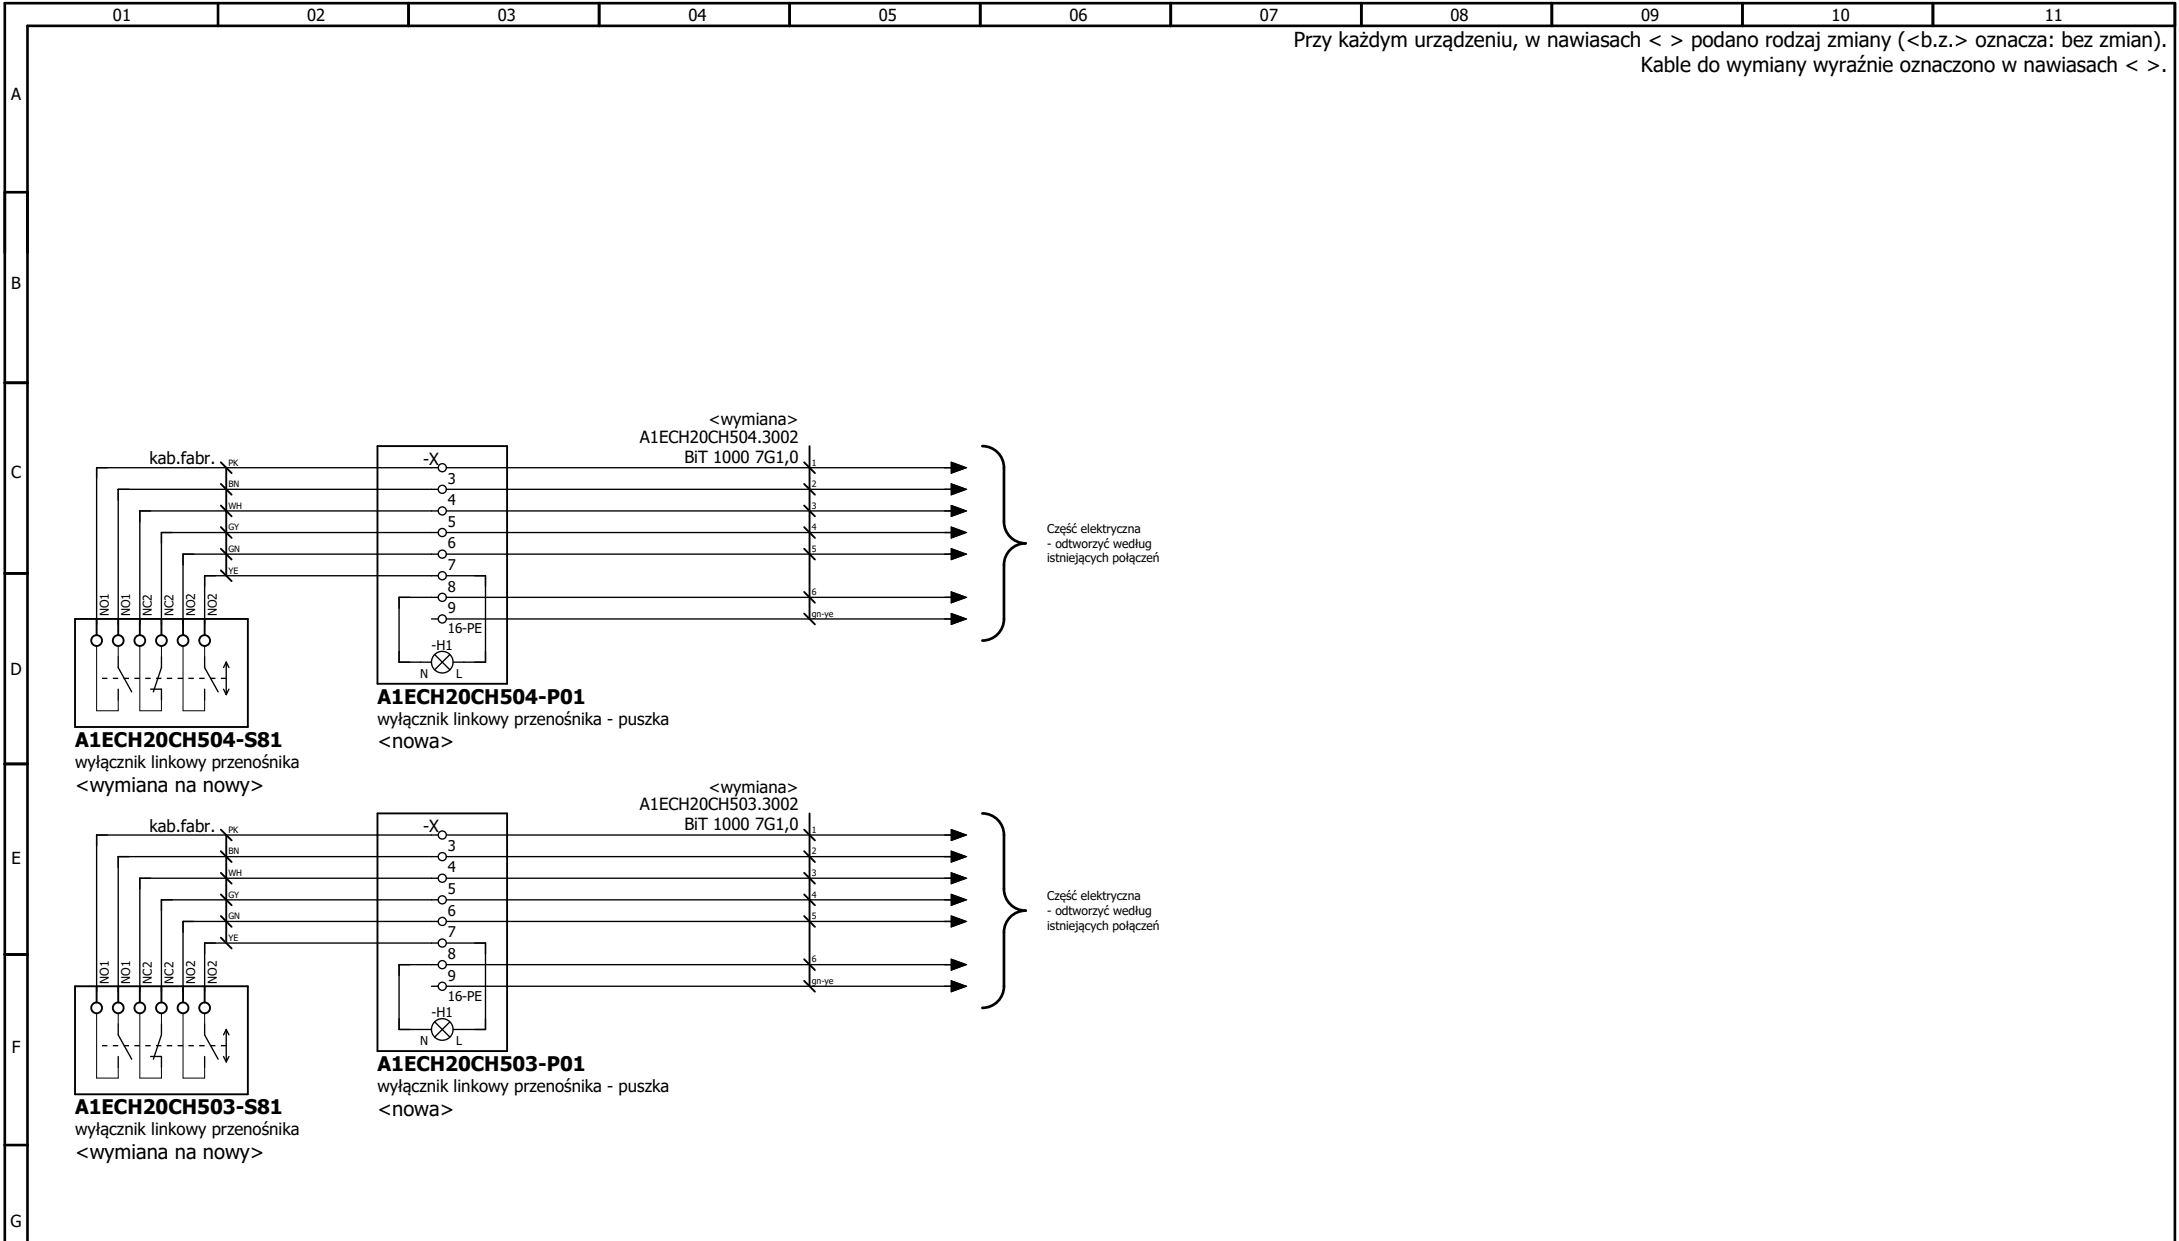 01 02 03 04 05 06 07 08 09 10 11
Przy każdym urządzeniu, w nawiasach < > podano rodzaj zmiany (<b.z.> oznacza: bez zmian).
Kable do wymiany wyraźnie oznaczono w nawiasach < >.
A
B
C
D
E
F
G
<wymiana>
A1ECH20CH504.3002
BiT 1000 7G1,0
kab.fabr.
PK
BN
WH
GY
GN
YE
-X
3
4
5
6
7
8
9
16-PE
-H1
N L
1
2
3
4
5
6
gn-ye
Część elektryczna
- odtworzyć według
istniejących połączeń
NO1 NO1 NC2 NC2 NO2 NO2
A1ECH20CH504-P01
wyłącznik linkowy przenośnika - puszka
<nowa>
A1ECH20CH504-S81
wyłącznik linkowy przenośnika
<wymiana na nowy>
<wymiana>
A1ECH20CH503.3002
BiT 1000 7G1,0
kab.fabr.
PK
BN
WH
GY
GN
YE
-X
3
4
5
6
7
8
9
16-PE
-H1
N L
1
2
3
4
5
6
gn-ye
Część elektryczna
- odtworzyć według
istniejących połączeń
NO1 NO1 NC2 NC2 NO2 NO2
A1ECH20CH503-P01
wyłącznik linkowy przenośnika - puszka
<nowa>
A1ECH20CH503-S81
wyłącznik linkowy przenośnika
<wymiana na nowy>